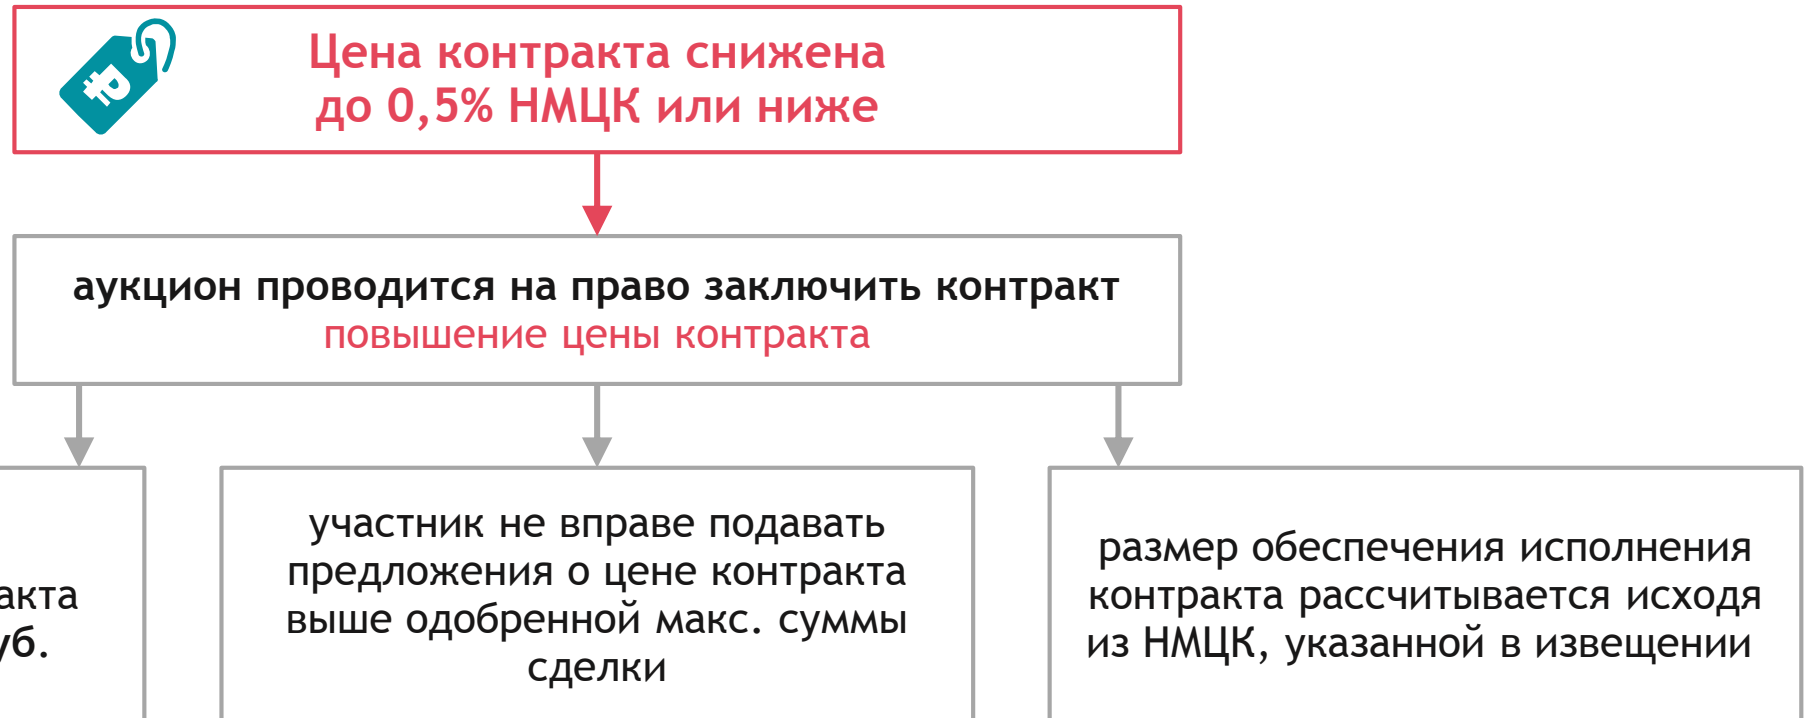 Цена контракта снижена
до 0,5% НМЦК или ниже
аукцион проводится на право заключить контракт
повышение цены контракта
участник не вправе подавать
предложения о цене контракта
выше одобренной макс. суммы
сделки
размер обеспечения исполнения
контракта рассчитывается исходя
из НМЦК, указанной в извещении